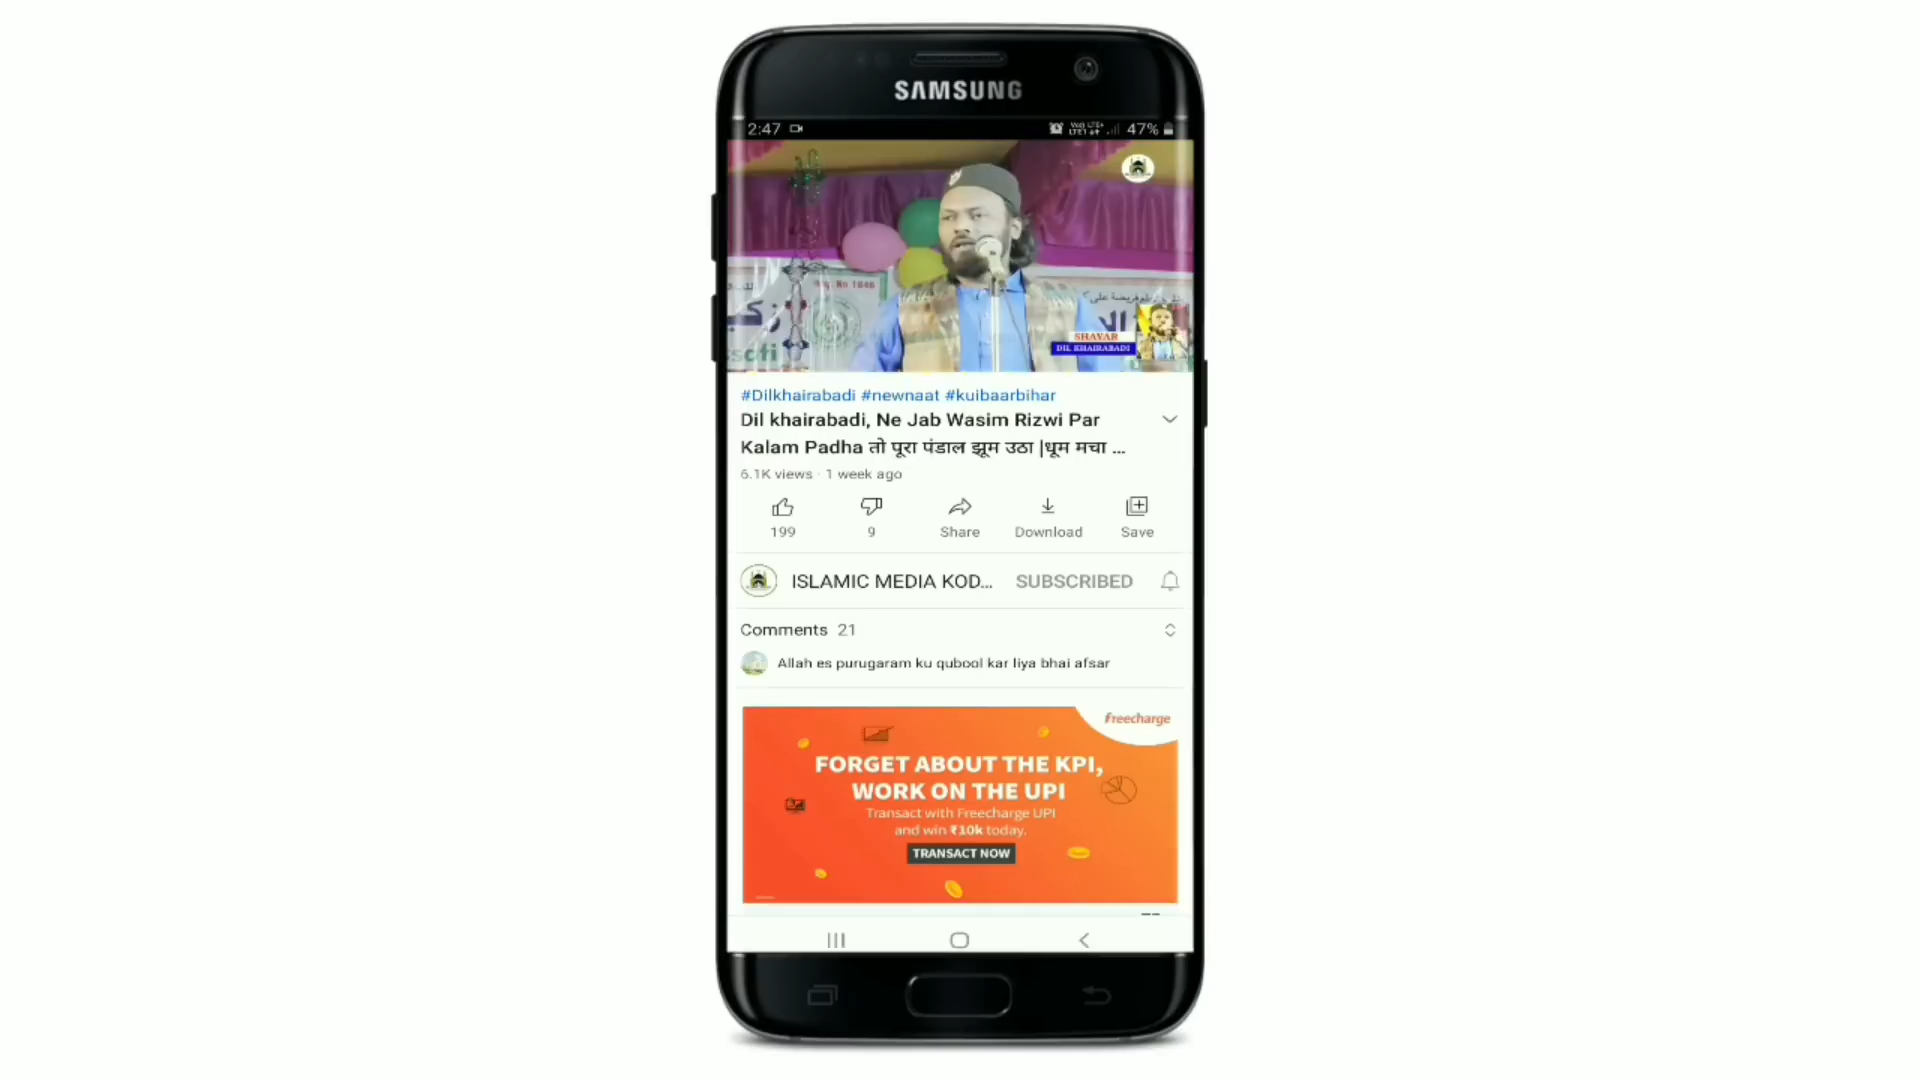 SAMSUNG
2:47
47%
Reg. No 1646
SHAYAR
DIL KHAIRABADI
#Dilkhairabadi #newnaat #kuibaarbihar
Dil khairabadi, Ne Jab Wasim Rizwi Par
Kalam Padha तो पूरा पंडाल झूम उठा |धूम मचा ...
6.1K views · 1 week ago
199
9
Share
Download
Save
ISLAMIC MEDIA KOD...
SUBSCRIBED
Comments 21
Allah es purugaram ku qubool kar liya bhai afsar
freecharge
FORGET ABOUT THE KPI,
WORK ON THE UPI
Transact with Freecharge UPI
and win ₹10k today.
TRANSACT NOW